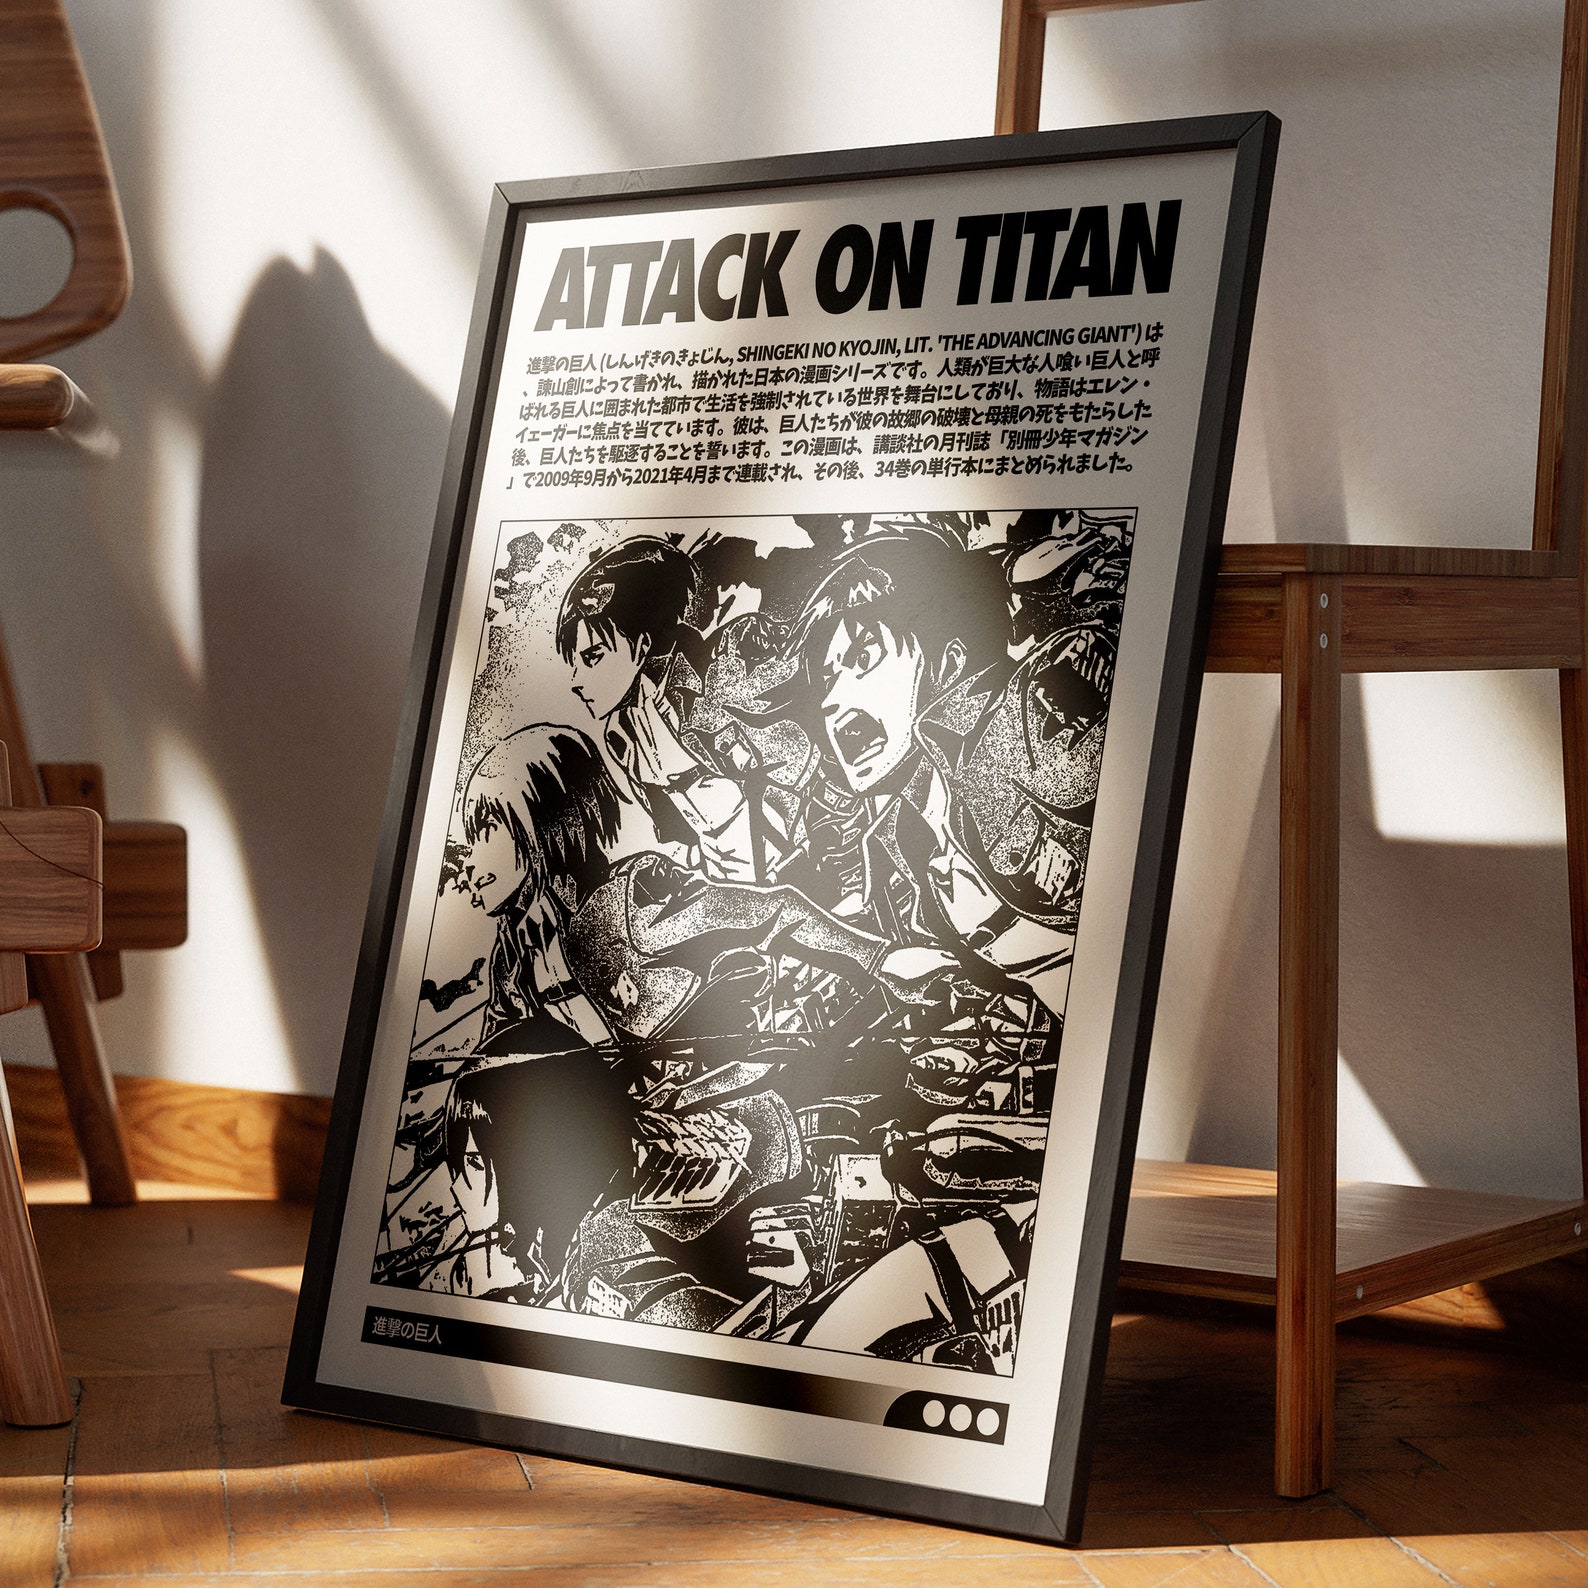 ATTACK ON TITAN
進撃の巨人 (しんげきのきょじん, SHINGEKI NO KYOJIN, LIT. 'THE ADVANCING GIANT') は
、諫山創によって書かれ、描かれた日本の漫画シリーズです。人類が巨大な人喰い巨人と呼
ばれる巨人に囲まれた都市で生活を強制されている世界を舞台にしており、物語はエレン・
イェーガーに焦点を当てています。彼は、巨人たちが彼の故郷の破壊と母親の死をもたらした
後、巨人たちを駆逐することを誓います。この漫画は、講談社の月刊誌「別冊少年マガジン
」で2009年9月から2021年4月まで連載され、その後、34巻の単行本にまとめられました。
進撃の巨人